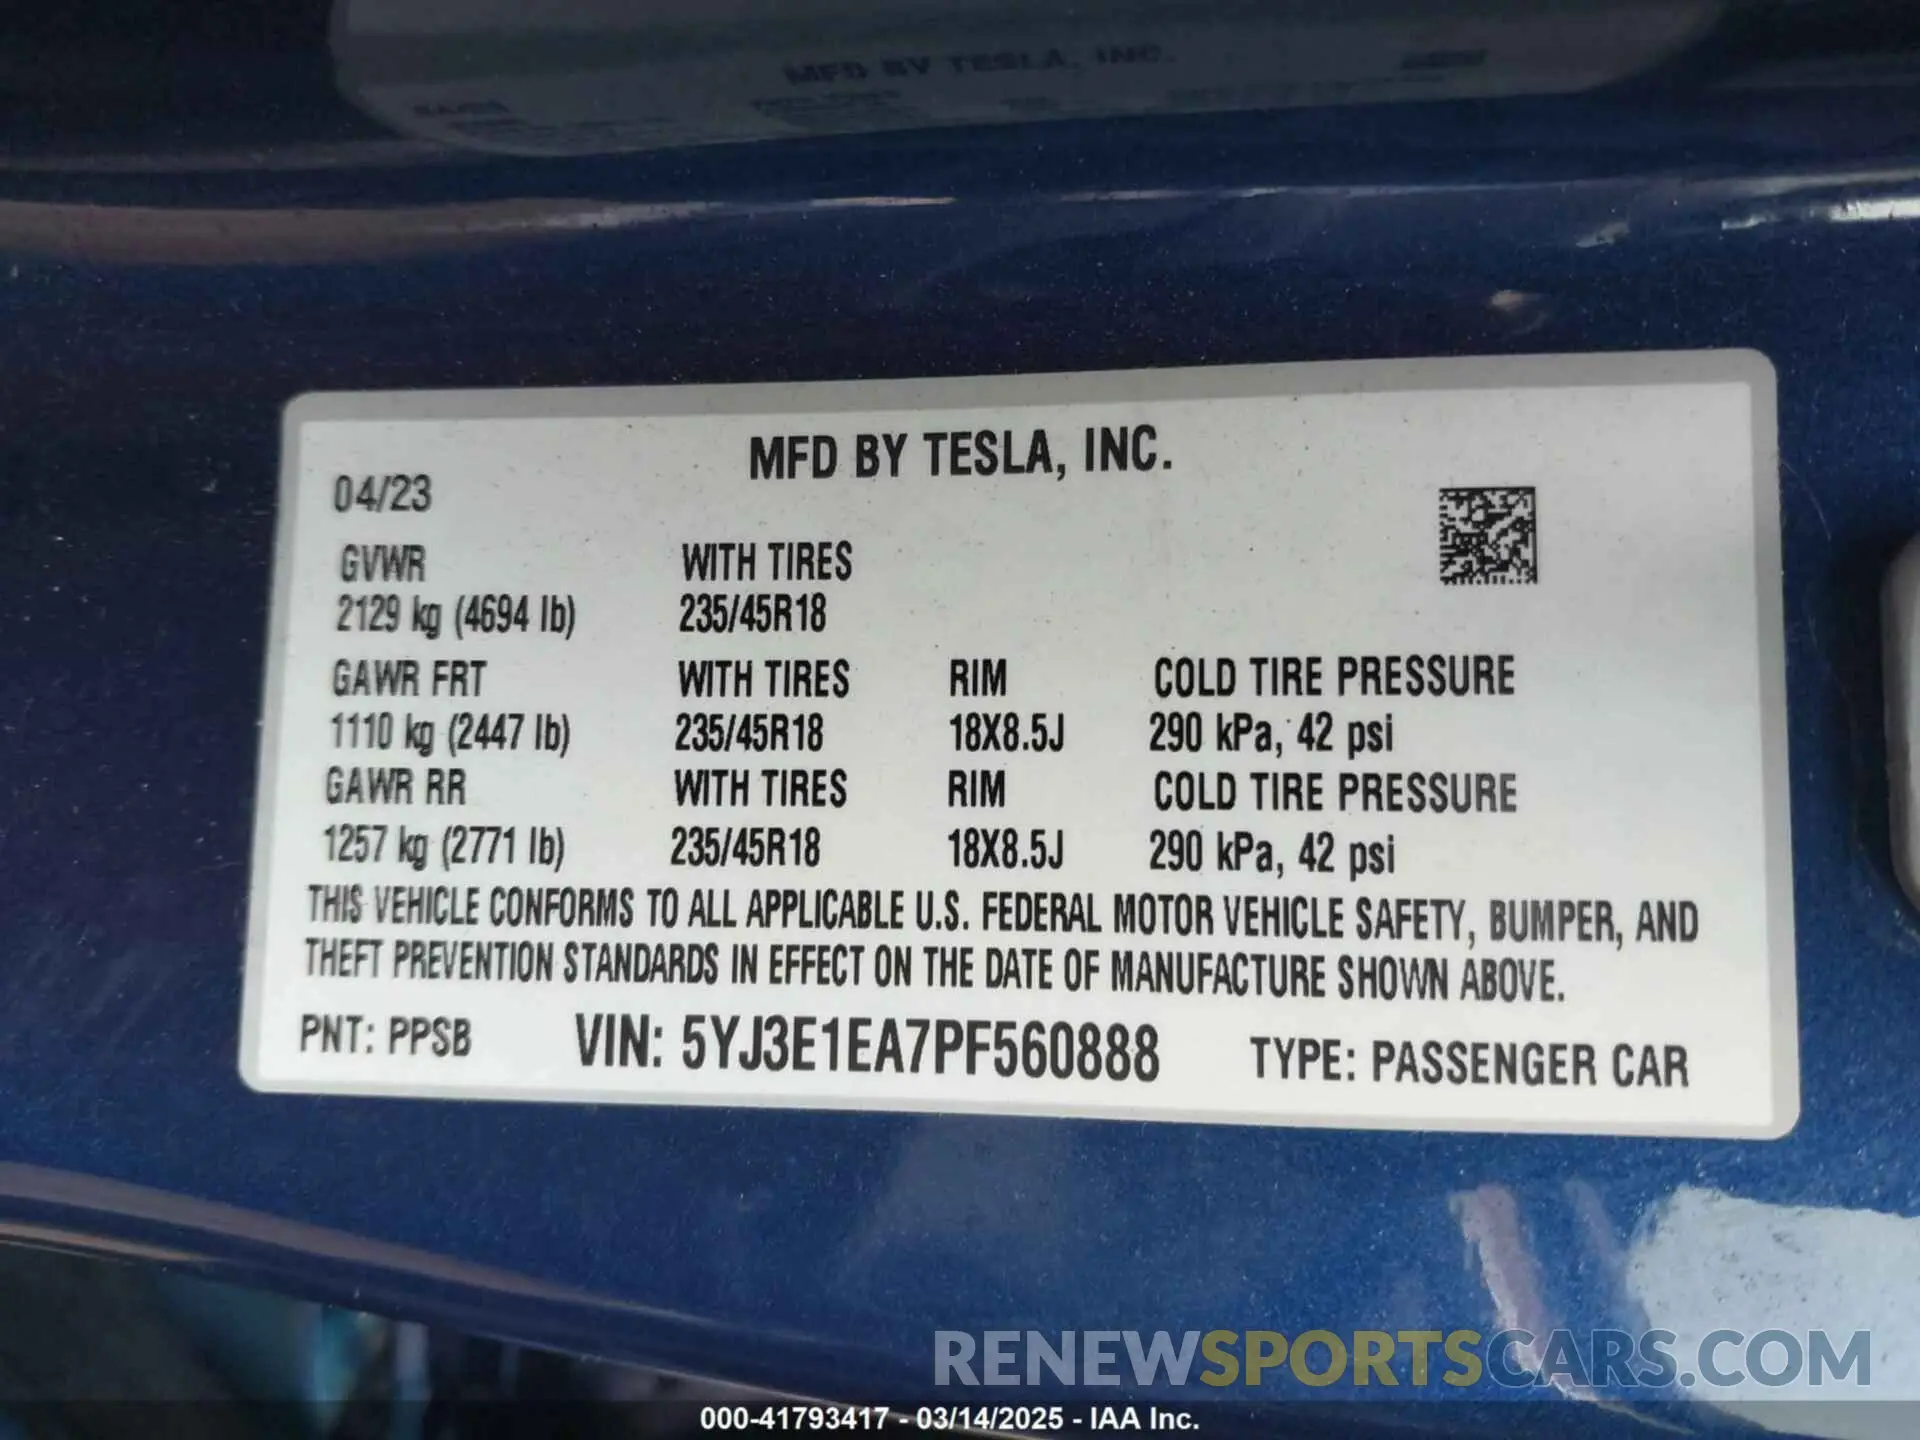 MFD BY TESLA, INC.
MFD BY TESLA, INC.
04/23
GVWR WITH TIRES
2129 kg (4694 lb) 235/45R18
GAWR FRT WITH TIRES RIM COLD TIRE PRESSURE
1110 kg (2447 lb) 235/45R18 18X8.5J 290 kPa, 42 psi
GAWR RR WITH TIRES RIM COLD TIRE PRESSURE
1257 kg (2771 lb) 235/45R18 18X8.5J 290 kPa, 42 psi
THIS VEHICLE CONFORMS TO ALL APPLICABLE U.S. FEDERAL MOTOR VEHICLE SAFETY, BUMPER, AND
THEFT PREVENTION STANDARDS IN EFFECT ON THE DATE OF MANUFACTURE SHOWN ABOVE.
PNT: PPSB VIN: 5YJ3E1EA7PF560888 TYPE: PASSENGER CAR
RENEWSPORTSCARS.COM
000-41793417 - 03/14/2025 - IAA Inc.